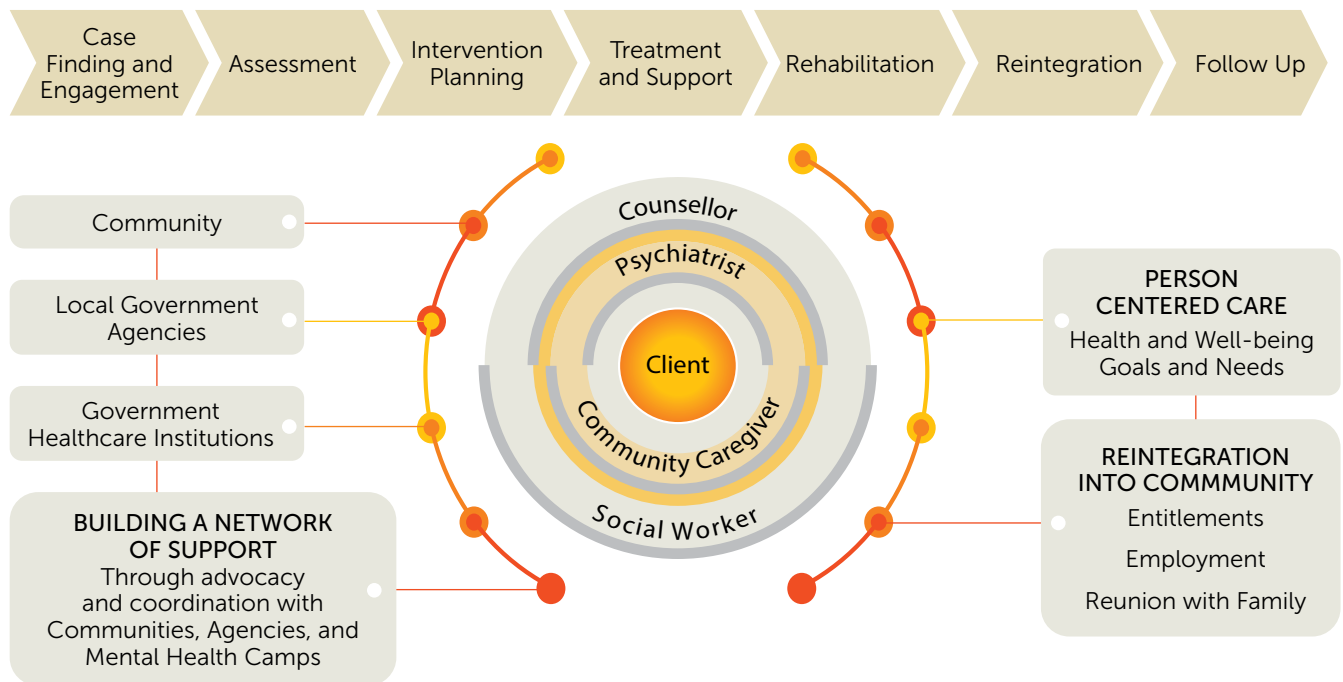 Case
Finding and
Engagement
Assessment
Intervention
Planning
Treatment
and Support
Rehabilitation
Reintegration
Follow Up
Community
Local Government
Agencies
Government
Healthcare Institutions
BUILDING A NETWORK
OF SUPPORT
Through advocacy
and coordination with
Communities, Agencies, and
Mental Health Camps
Counsellor
Psychiatrist
Client
Community Caregiver
Social Worker
PERSON
CENTERED CARE
Health and Well-being
Goals and Needs
REINTEGRATION
INTO COMMMUNITY
Entitlements
Employment
Reunion with Family